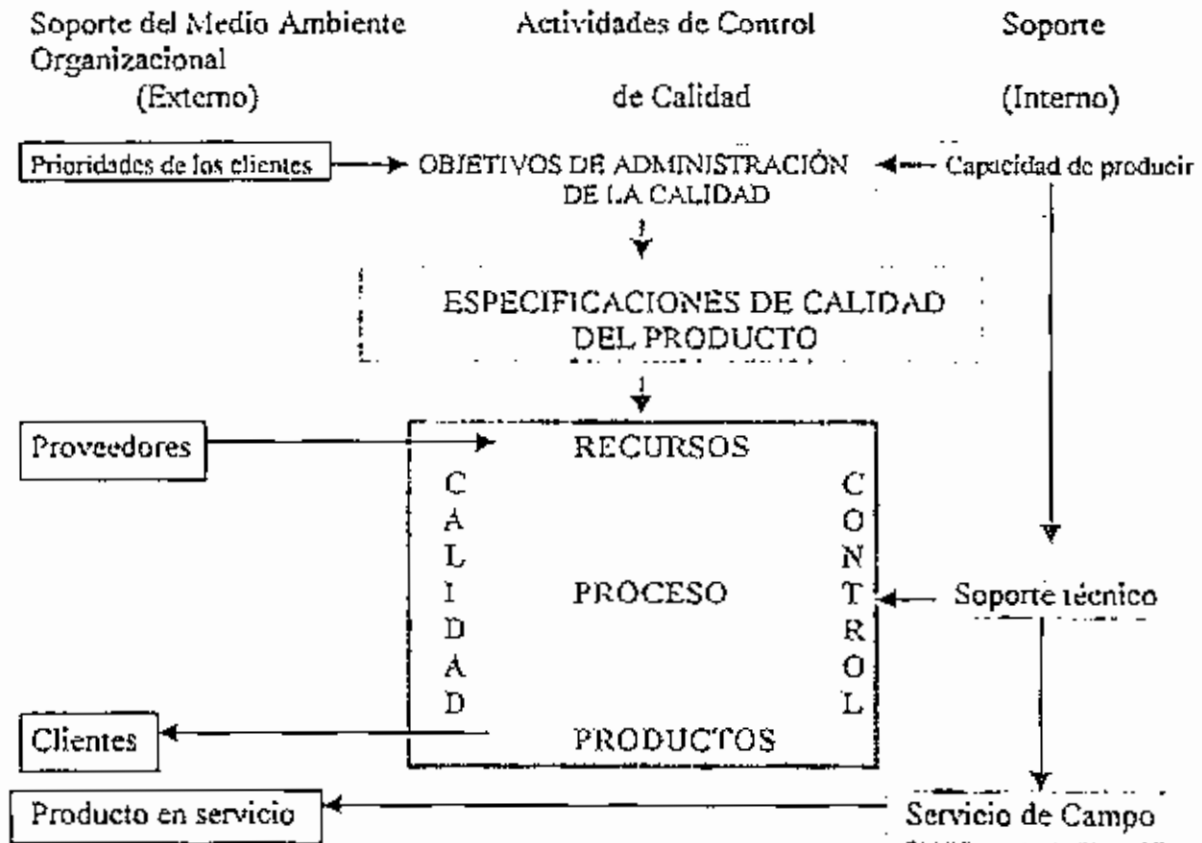 Soporte del Medio Ambiente
Organizacional
(Externo)
Actividades de Control
de Calidad
Soporte
(Interno)
Prioridades de los clientes
OBJETIVOS DE ADMINISTRACIÓN
DE LA CALIDAD
Capacidad de producir
ESPECIFICACIONES DE CALIDAD
DEL PRODUCTO
Proveedores
RECURSOS
CALIDAD
PROCESO
CONTROL
Soporte técnico
Clientes
PRODUCTOS
Producto en servicio
Servicio de Campo